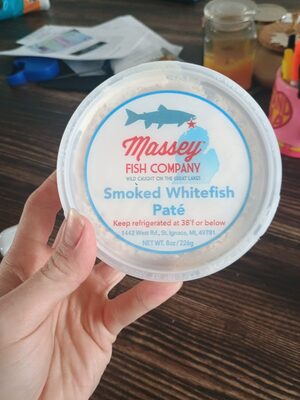 Massey
FISH COMPANY
WILD CAUGHT ON THE GREAT LAKES
Smoked Whitefish
Paté
Keep refrigerated at 38°f or below
1442 West Rd., St. Ignace, MI, 49781
NET WT. 8oz/226g